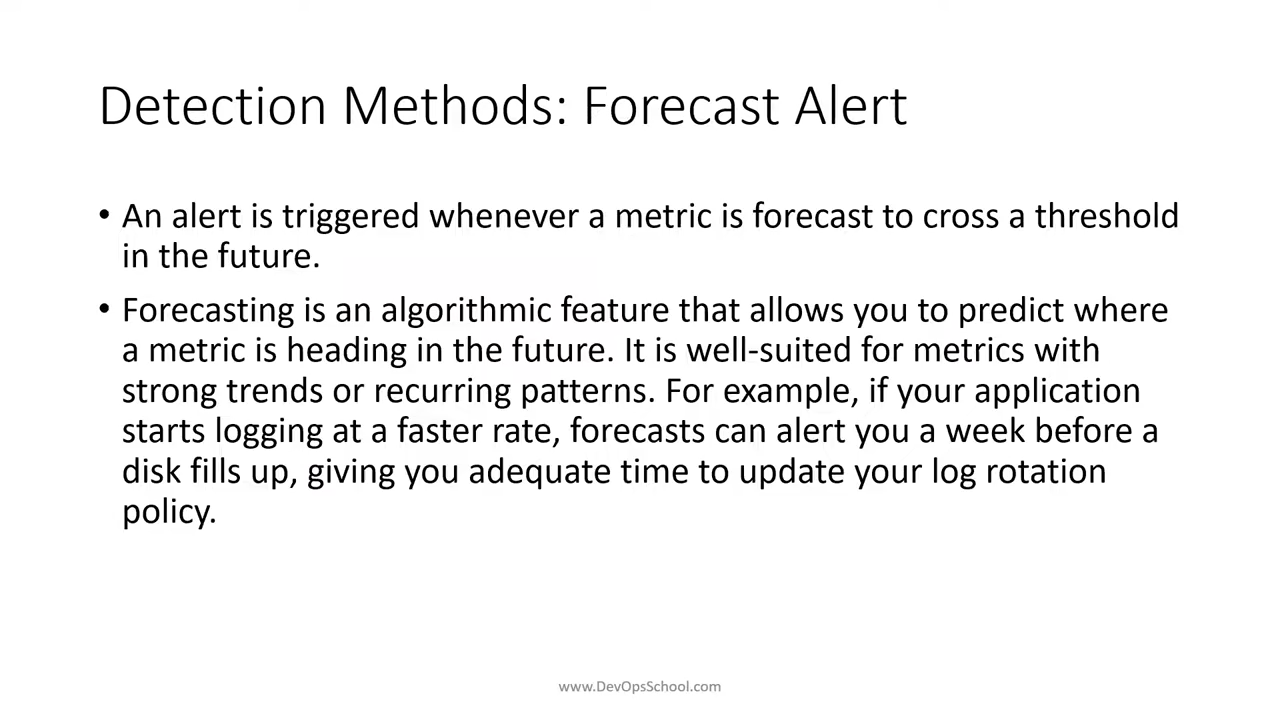 Detection Methods: Forecast Alert
• An alert is triggered whenever a metric is forecast to cross a threshold
in the future.
• Forecasting is an algorithmic feature that allows you to predict where
a metric is heading in the future. It is well-suited for metrics with
strong trends or recurring patterns. For example, if your application
starts logging at a faster rate, forecasts can alert you a week before a
disk fills up, giving you adequate time to update your log rotation
policy.
www.DevOpsSchool.com